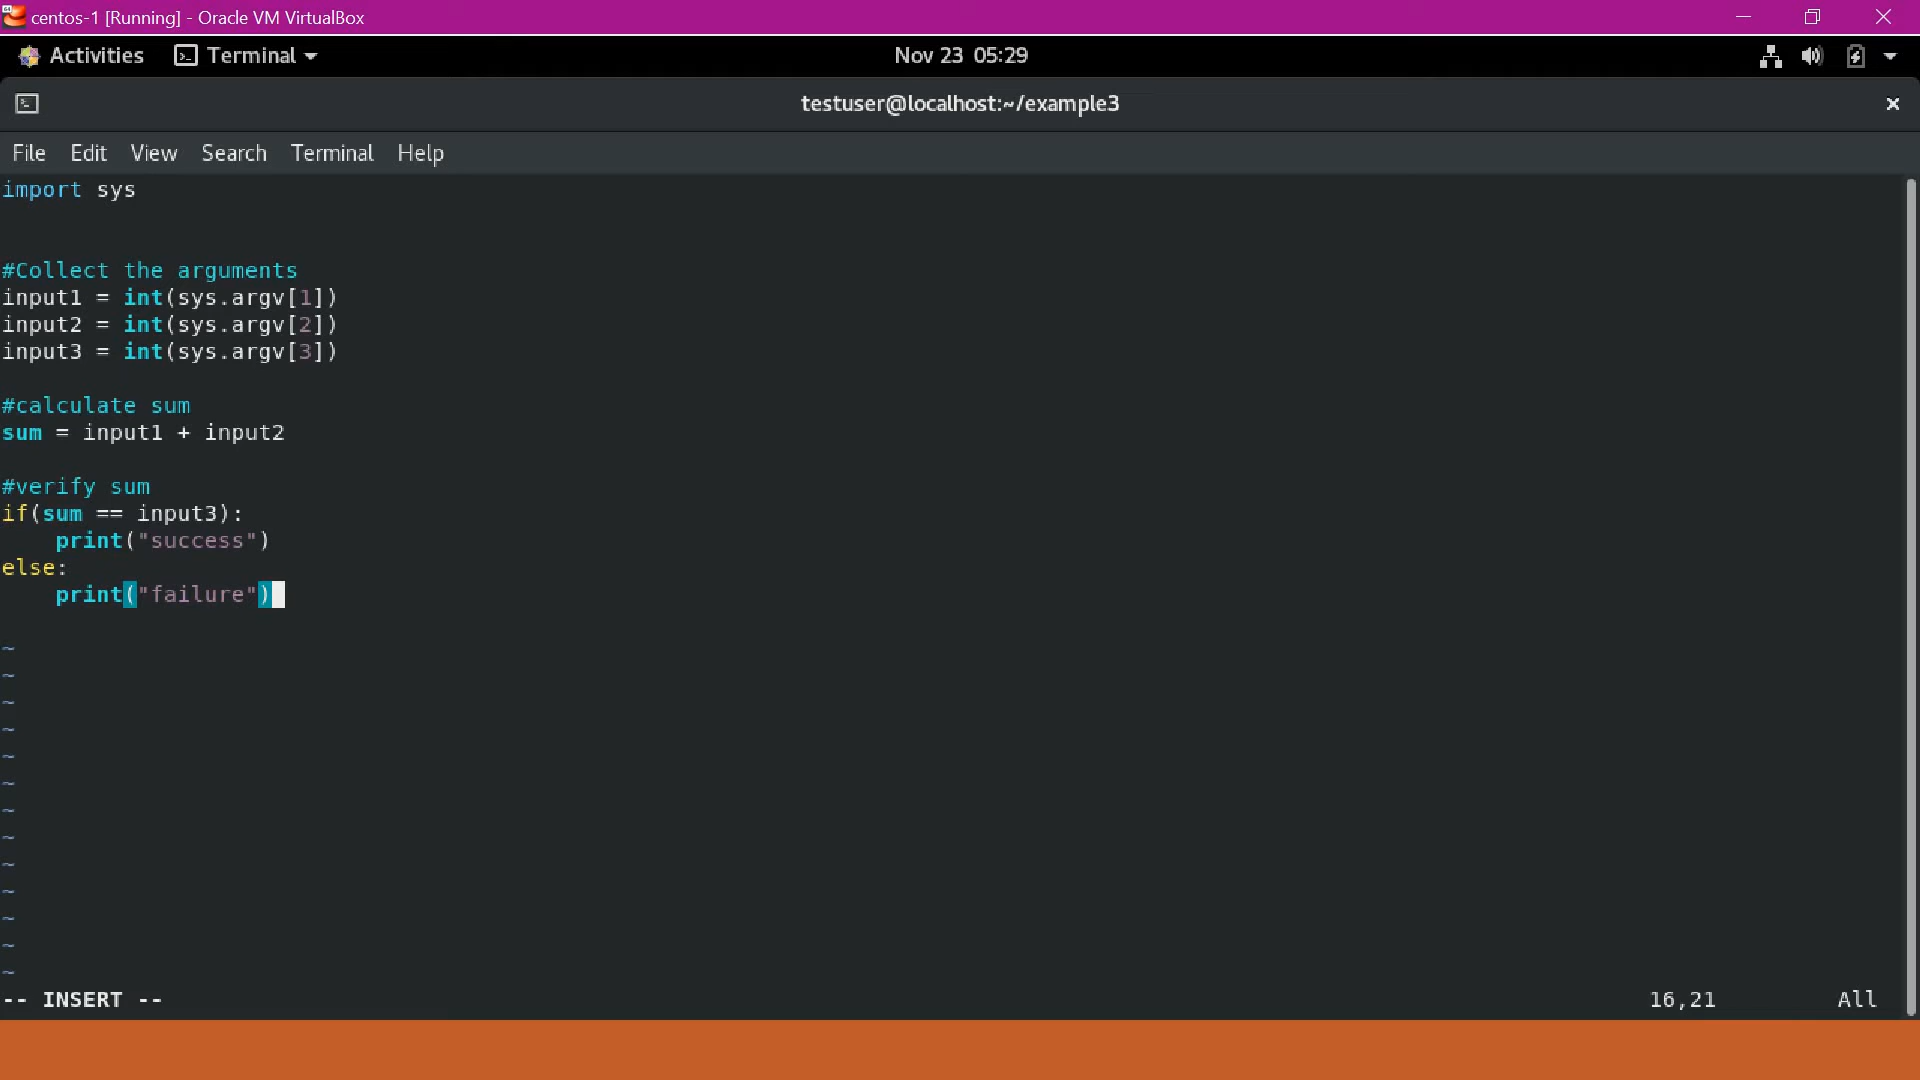 centos-1 [Running] - Oracle VM VirtualBox
Activities Terminal Nov 23 05:29
testuser@localhost:~/example3
File Edit View Search Terminal Help
import sys
#Collect the arguments
input1 = int(sys.argv[1])
input2 = int(sys.argv[2])
input3 = int(sys.argv[3])
#calculate sum
sum = input1 + input2
#verify sum
if(sum == input3):
    print("success")
else:
    print("failure")
~
~
~
~
~
~
~
~
~
~
~
~
~
-- INSERT -- 16,21 All